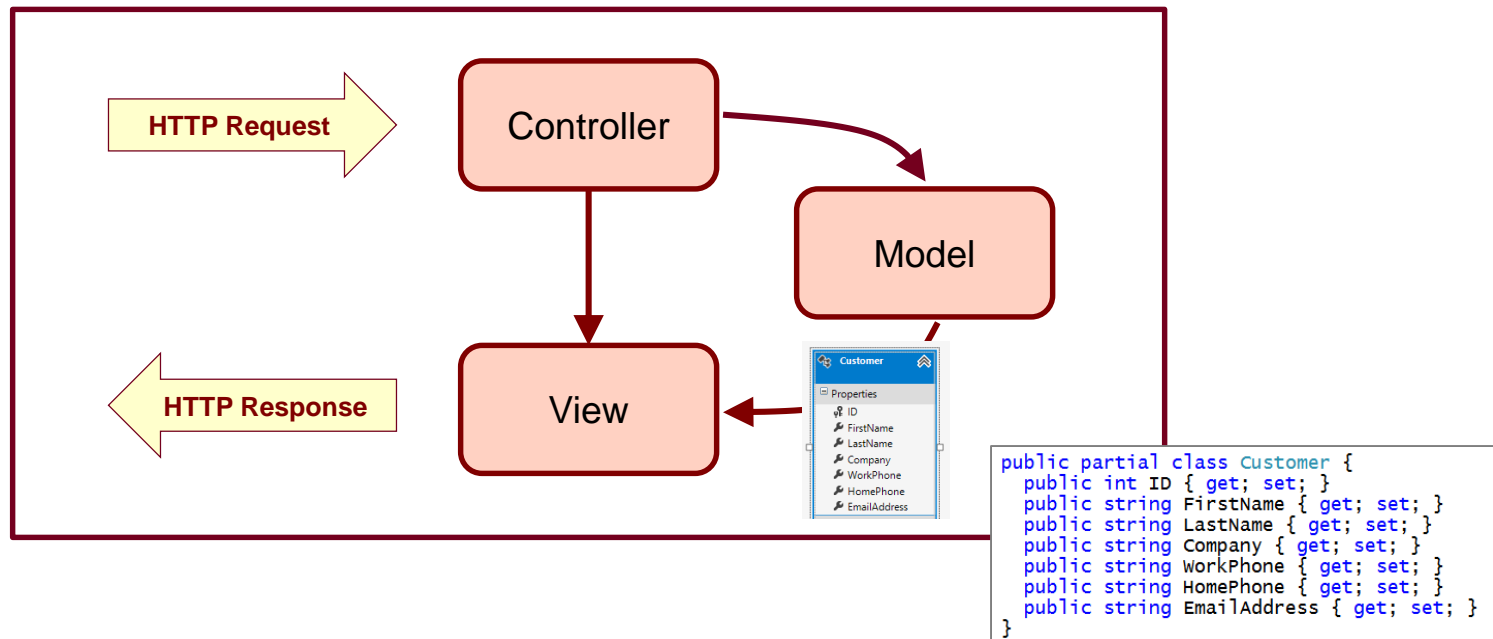 HTTP Request
Controller
Model
HTTP Response
View
Customer
Properties
ID
FirstName
LastName
Company
WorkPhone
HomePhone
EmailAddress
public partial class Customer {
  public int ID { get; set; }
  public string FirstName { get; set; }
  public string LastName { get; set; }
  public string Company { get; set; }
  public string WorkPhone { get; set; }
  public string HomePhone { get; set; }
  public string EmailAddress { get; set; }
}